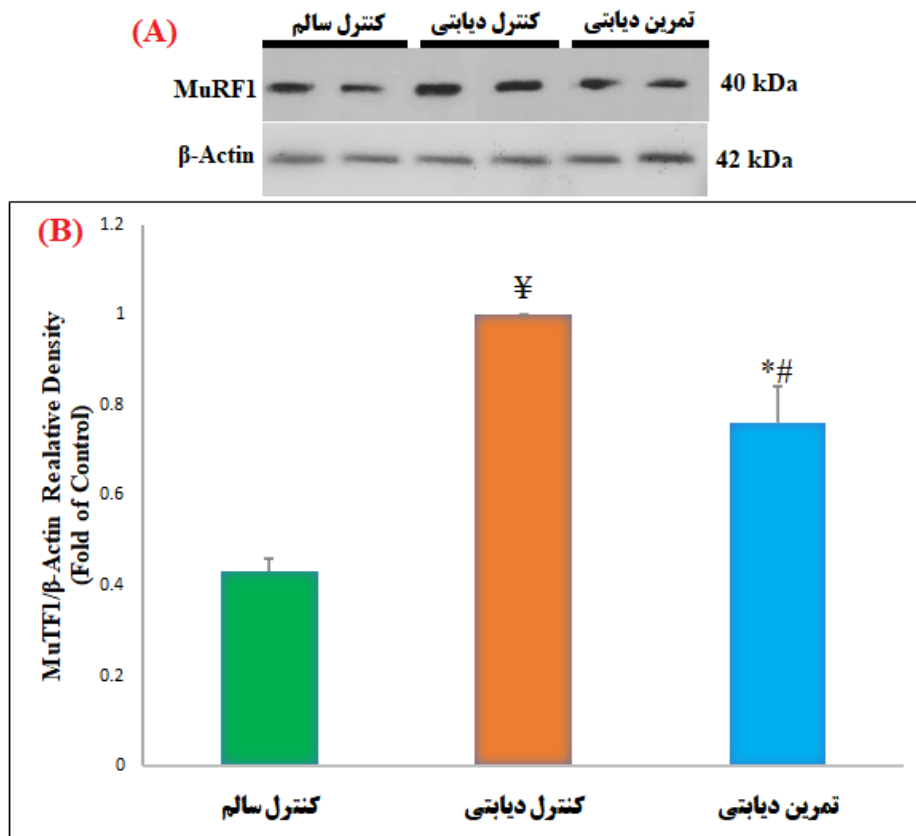 (A)
کنترل سالم کنترل دیابتی تمرین دیابتی
MuRF1 40 kDa
β-Actin 42 kDa
(B)
MuTF1/β-Actin Realative Density
(Fold of Control)
1.2
1
0.8
0.6
0.4
0.2
0
¥
*#
کنترل سالم کنترل دیابتی تمرین دیابتی